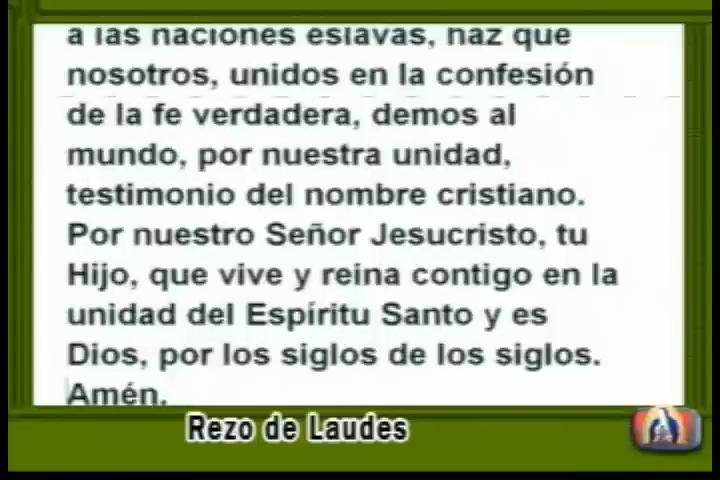 a las naciones eslavas, haz que
nosotros, unidos en la confesión
de la fe verdadera, demos al
mundo, por nuestra unidad,
testimonio del nombre cristiano.
Por nuestro Señor Jesucristo, tu
Hijo, que vive y reina contigo en la
unidad del Espíritu Santo y es
Dios, por los siglos de los siglos.
Amén.
Rezo de Laudes